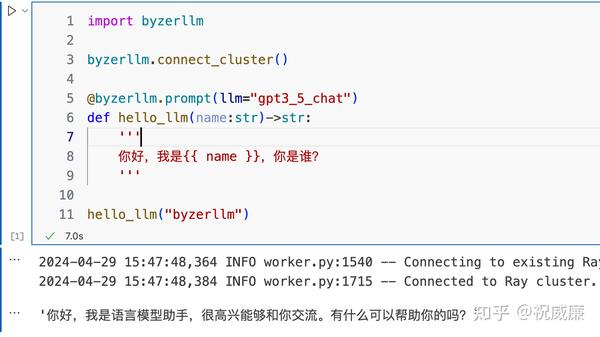 1 import byzerllm
2
3 byzerllm.connect_cluster()
4
5 @byzerllm.prompt(llm="gpt3_5_chat")
6 def hello_llm(name:str)->str:
7 '''
8 你好，我是{{ name }}，你是谁？
9 '''
10
11 hello_llm("byzerllm")
[1] 7.0s
... 2024-04-29 15:47:48,364 INFO worker.py:1540 -- Connecting to existing Ray
2024-04-29 15:47:48,384 INFO worker.py:1715 -- Connected to Ray cluster.
... '你好，我是语言模型助手，很高兴能够和你交流。有什么可以帮助你的吗？
知乎 @祝威廉